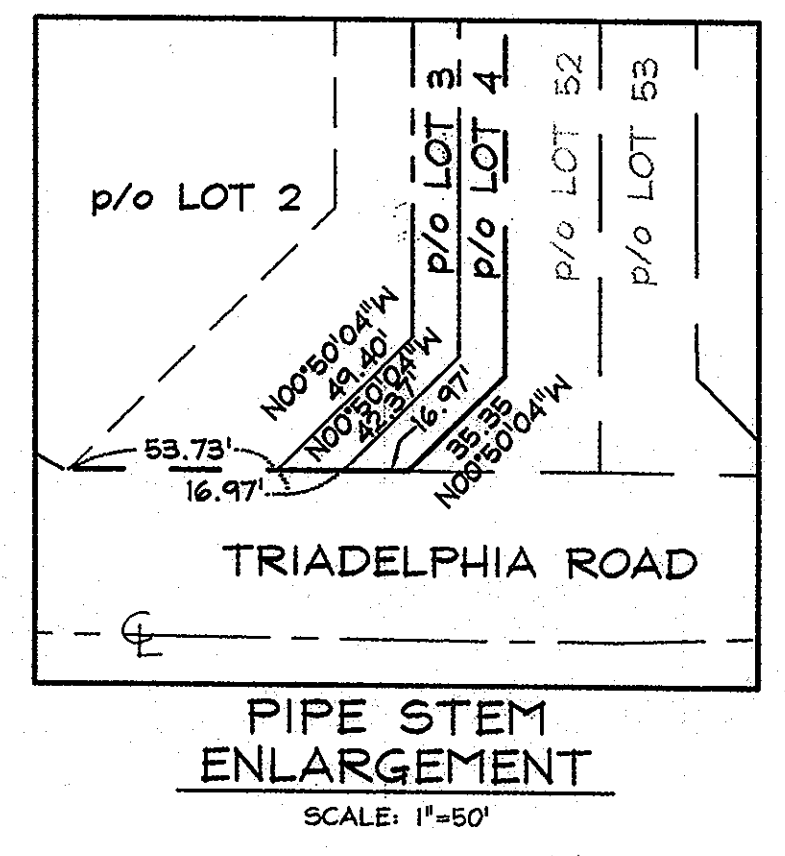 p/o LOT 2
p/o LOT 3
p/o LOT 4
p/o LOT 52
p/o LOT 53
N00°50'04"W
49.40'
N00°50'04"W
42.37'
16.97'
35.35
N00°50'04"W
53.73'
16.97'
TRIADELPHIA ROAD
CL
PIPE STEM
ENLARGEMENT
SCALE: 1"=50'